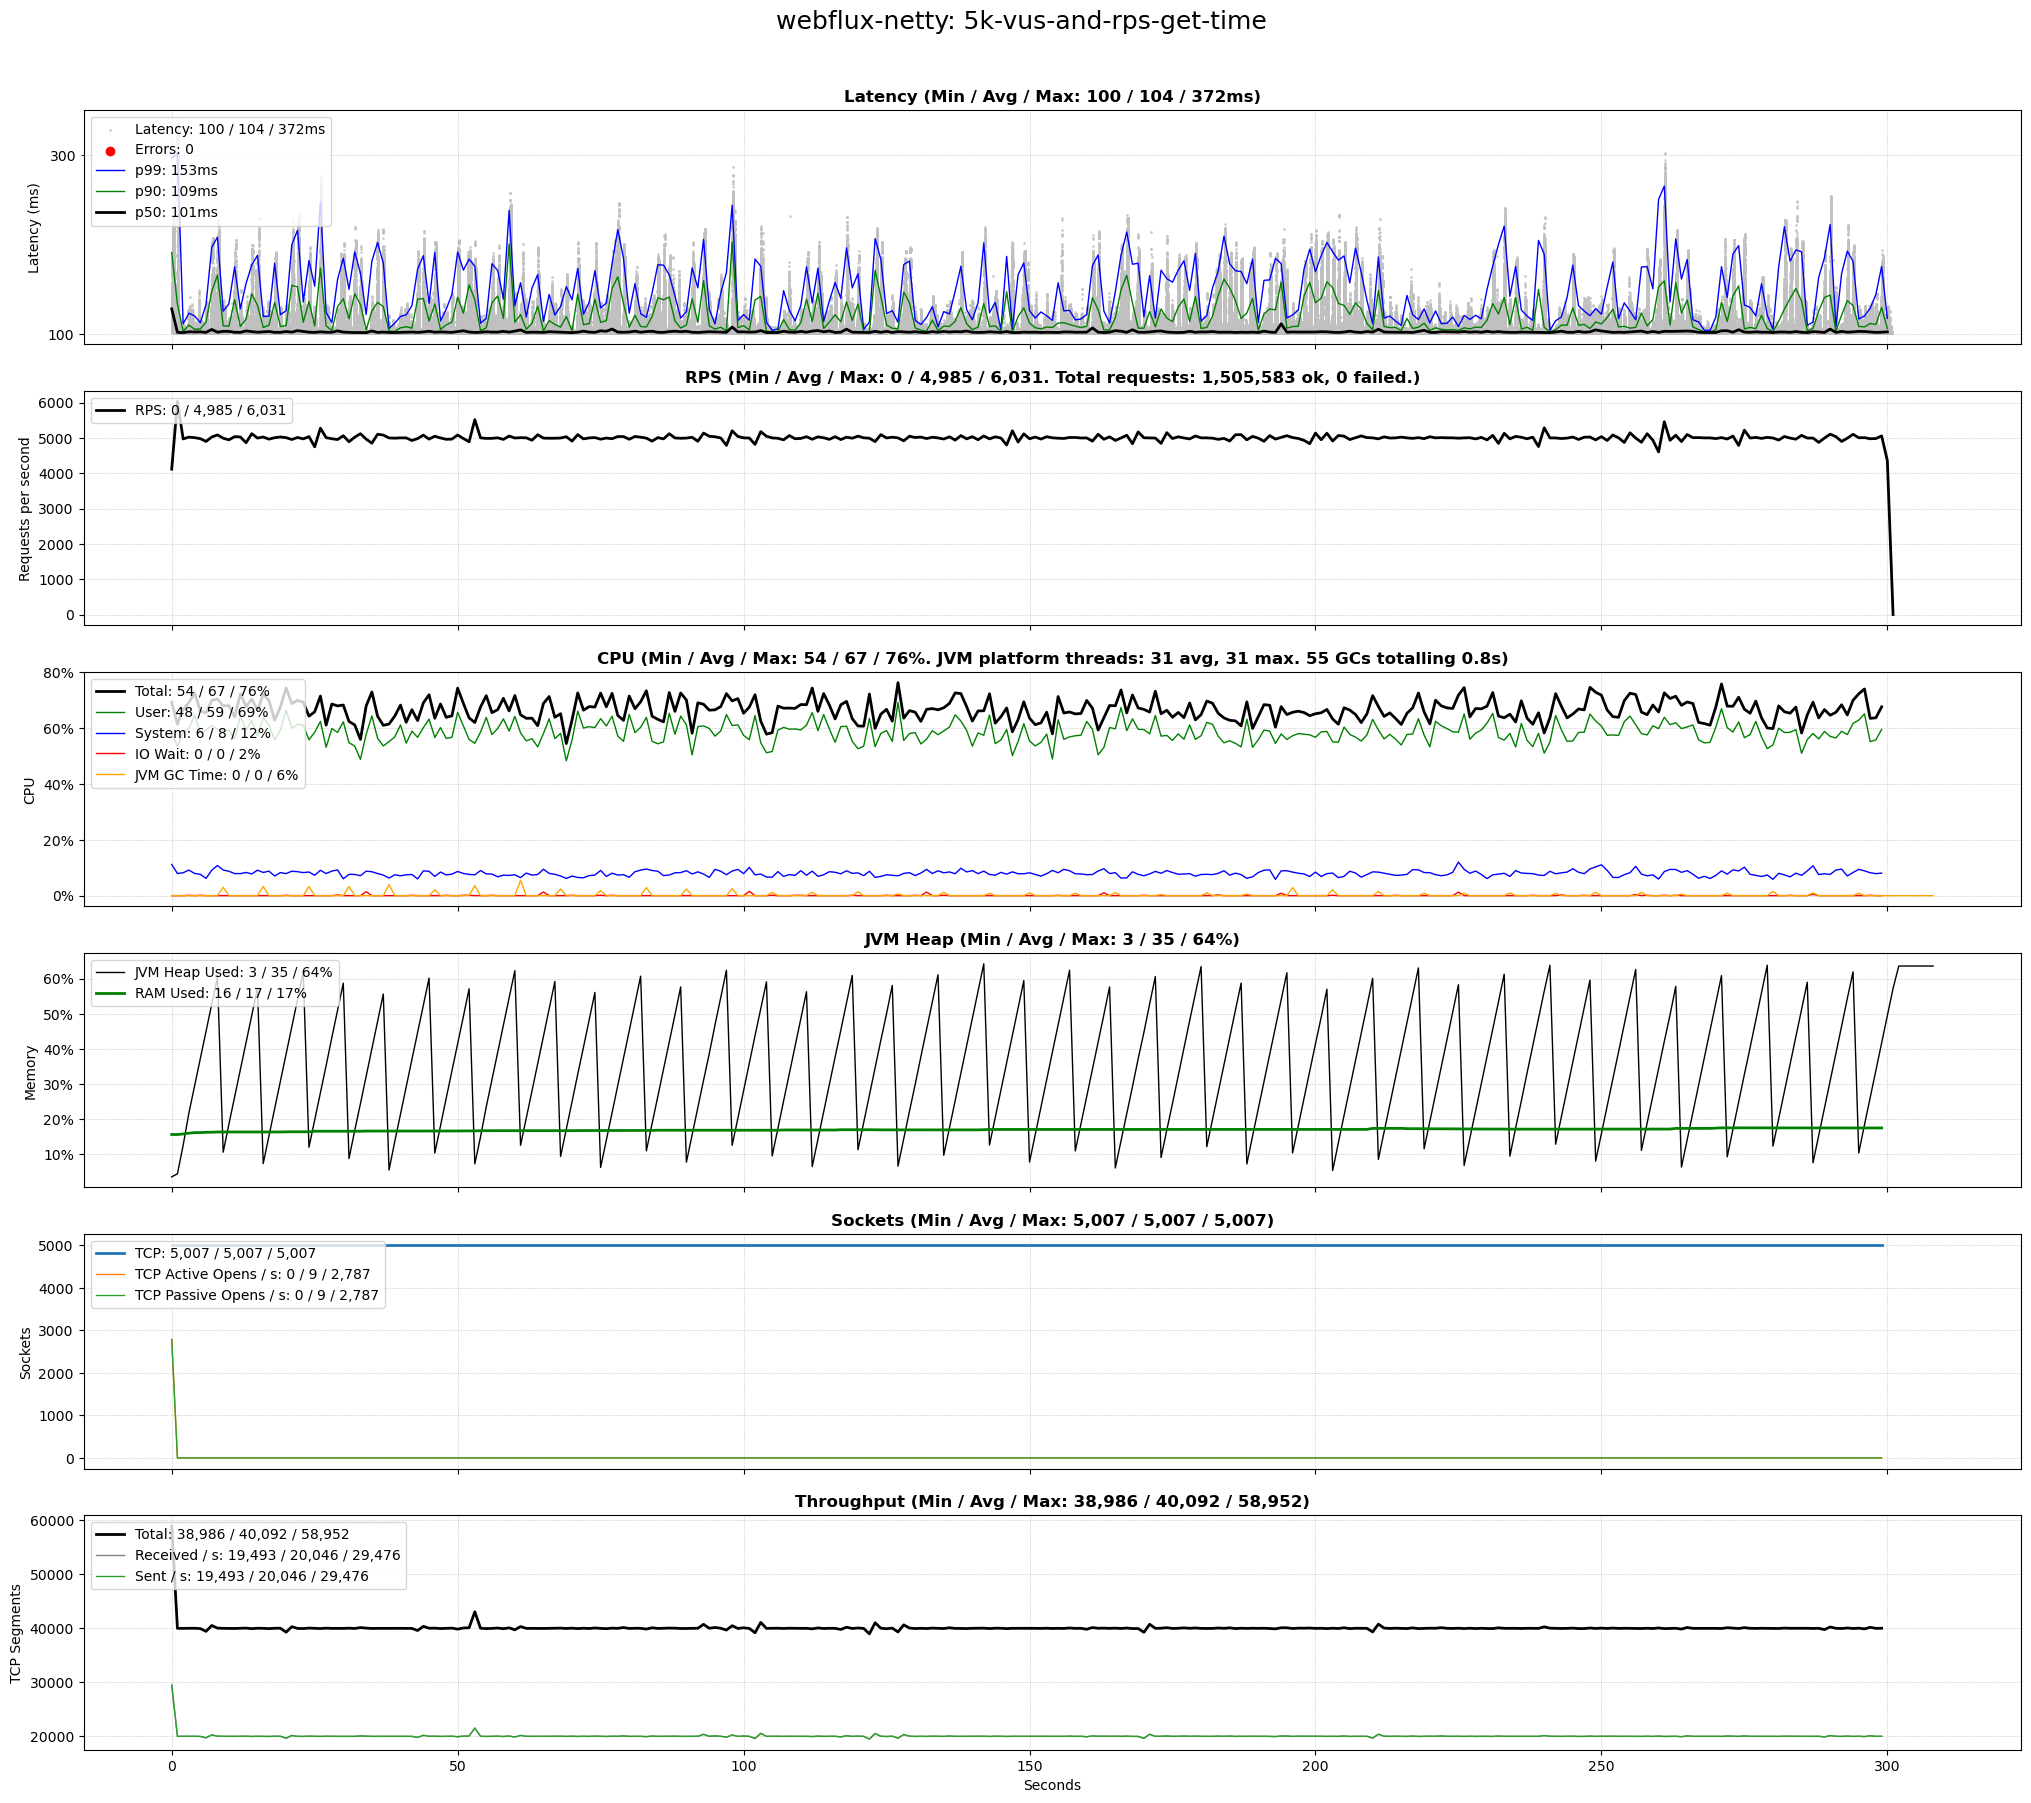 webflux-netty: 5k-vus-and-rps-get-time
Latency (Min / Avg / Max: 100 / 104 / 372ms)
Latency: 100 / 104 / 372ms
Errors: 0
p99: 153ms
p90: 109ms
p50: 101ms
Latency (ms)
300
100
RPS (Min / Avg / Max: 0 / 4,985 / 6,031. Total requests: 1,505,583 ok, 0 failed.)
RPS: 0 / 4,985 / 6,031
Requests per second
6000
5000
4000
3000
2000
1000
0
CPU (Min / Avg / Max: 54 / 67 / 76%. JVM platform threads: 31 avg, 31 max. 55 GCs totalling 0.8s)
Total: 54 / 67 / 76%
User: 48 / 59 / 69%
System: 6 / 8 / 12%
IO Wait: 0 / 0 / 2%
JVM GC Time: 0 / 0 / 6%
CPU
80%
60%
40%
20%
0%
JVM Heap (Min / Avg / Max: 3 / 35 / 64%)
JVM Heap Used: 3 / 35 / 64%
RAM Used: 16 / 17 / 17%
Memory
60%
50%
40%
30%
20%
10%
Sockets (Min / Avg / Max: 5,007 / 5,007 / 5,007)
TCP: 5,007 / 5,007 / 5,007
TCP Active Opens / s: 0 / 9 / 2,787
TCP Passive Opens / s: 0 / 9 / 2,787
Sockets
5000
4000
3000
2000
1000
0
Throughput (Min / Avg / Max: 38,986 / 40,092 / 58,952)
Total: 38,986 / 40,092 / 58,952
Received / s: 19,493 / 20,046 / 29,476
Sent / s: 19,493 / 20,046 / 29,476
TCP Segments
60000
50000
40000
30000
20000
0 50 100 150 200 250 300
Seconds